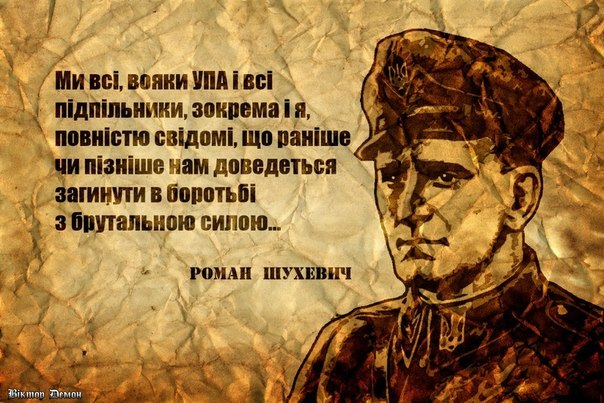 Ми всі, вояки УПА і всі
підпільники, зокрема і я,
повністю свідомі, що раніше
чи пізніше нам доведеться
загинути в боротьбі
з брутальною силою...
РОМАН ШУХЕВИЧ
Віктор Демон